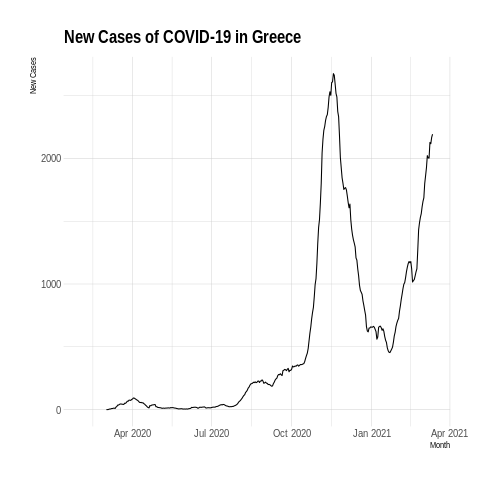 New Cases of COVID-19 in Greece
New Cases
2000
1000
0
Apr 2020 Jul 2020 Oct 2020 Jan 2021 Apr 2021
Month